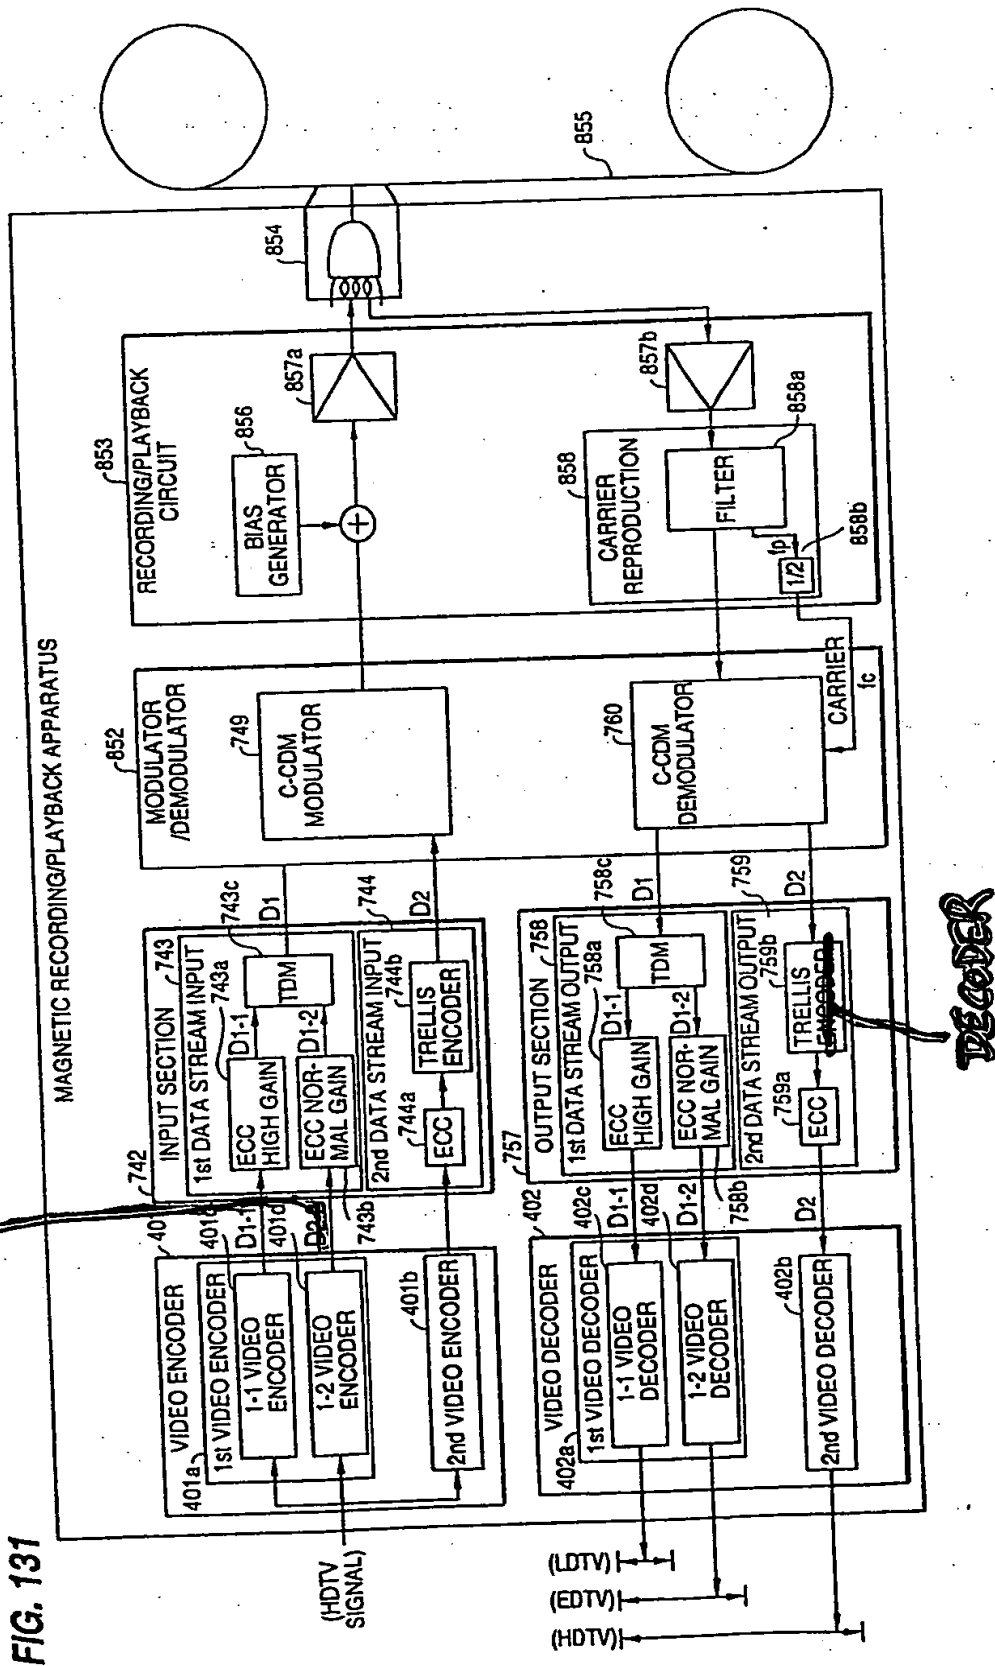 FIG. 131
MAGNETIC RECORDING/PLAYBACK APPARATUS
(HDTV
SIGNAL)
401
VIDEO ENCODER
401a
1st VIDEO ENCODER
401c
1-1 VIDEO
ENCODER
D1-1
401d
1-2 VIDEO
ENCODER
401b
2nd VIDEO ENCODER
742
INPUT SECTION
743
1st DATA STREAM INPUT
743a
ECC
HIGH GAIN
D1-1
743c
TDM
D1
ECC NOR-
MAL GAIN
D1-2
743b
744
2nd DATA STREAM INPUT
744a
ECC
744b
TRELLIS
ENCODER
D2
852
MODULATOR
/DEMODULATOR
749
C-CDM
MODULATOR
853
RECORDING/PLAYBACK
CIRCUIT
856
BIAS
GENERATOR
+
857a
854
855
(LDTV)
(EDTV)
(HDTV)
402
VIDEO DECODER
402a
1st VIDEO DECODER
402c
1-1 VIDEO
DECODER
D1-1
402d
1-2 VIDEO
DECODER
D1-2
402b
2nd VIDEO DECODER
D2
757
OUTPUT SECTION
758
1st DATA STREAM OUTPUT
758a
ECC
HIGH GAIN
D1-1
758c
TDM
D1
ECC NOR-
MAL GAIN
D1-2
758b
759
2nd DATA STREAM OUTPUT
759a
ECC
759b
TRELLIS
ENCODER
D2
DECODER
760
C-CDM
DEMODULATOR
CARRIER
fc
858
CARRIER
REPRODUCTION
857b
858a
FILTER
fp
1/2
858b